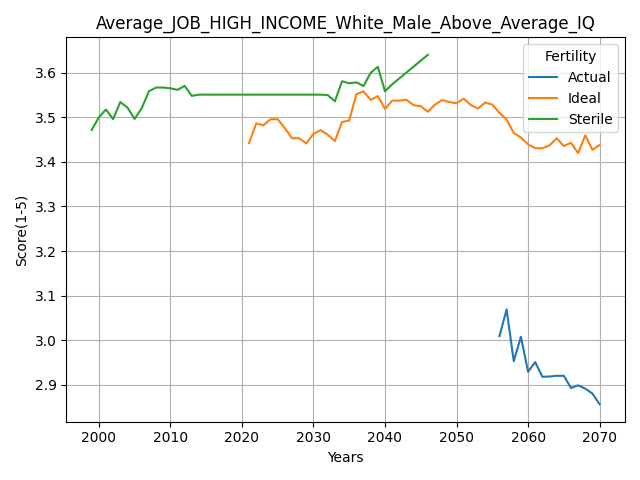 Average_JOB_HIGH_INCOME_White_Male_Above_Average_IQ
Fertility
Actual
Ideal
Sterile
Score(1-5)
3.6
3.5
3.4
3.3
3.2
3.1
3.0
2.9
2000 2010 2020 2030 2040 2050 2060 2070
Years